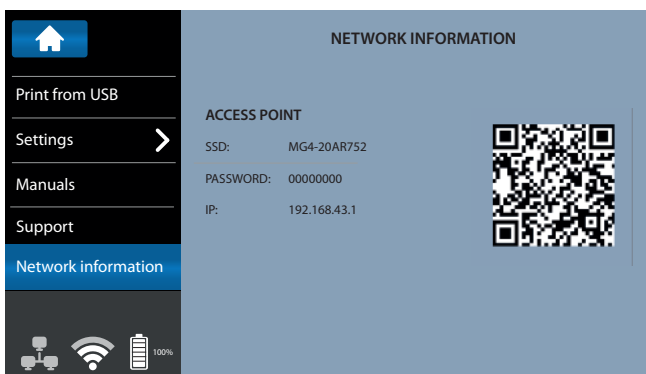 NETWORK INFORMATION
Print from USB
Settings
Manuals
Support
Network information
100%
ACCESS POINT
SSD: MG4-20AR752
PASSWORD: 00000000
IP: 192.168.43.1